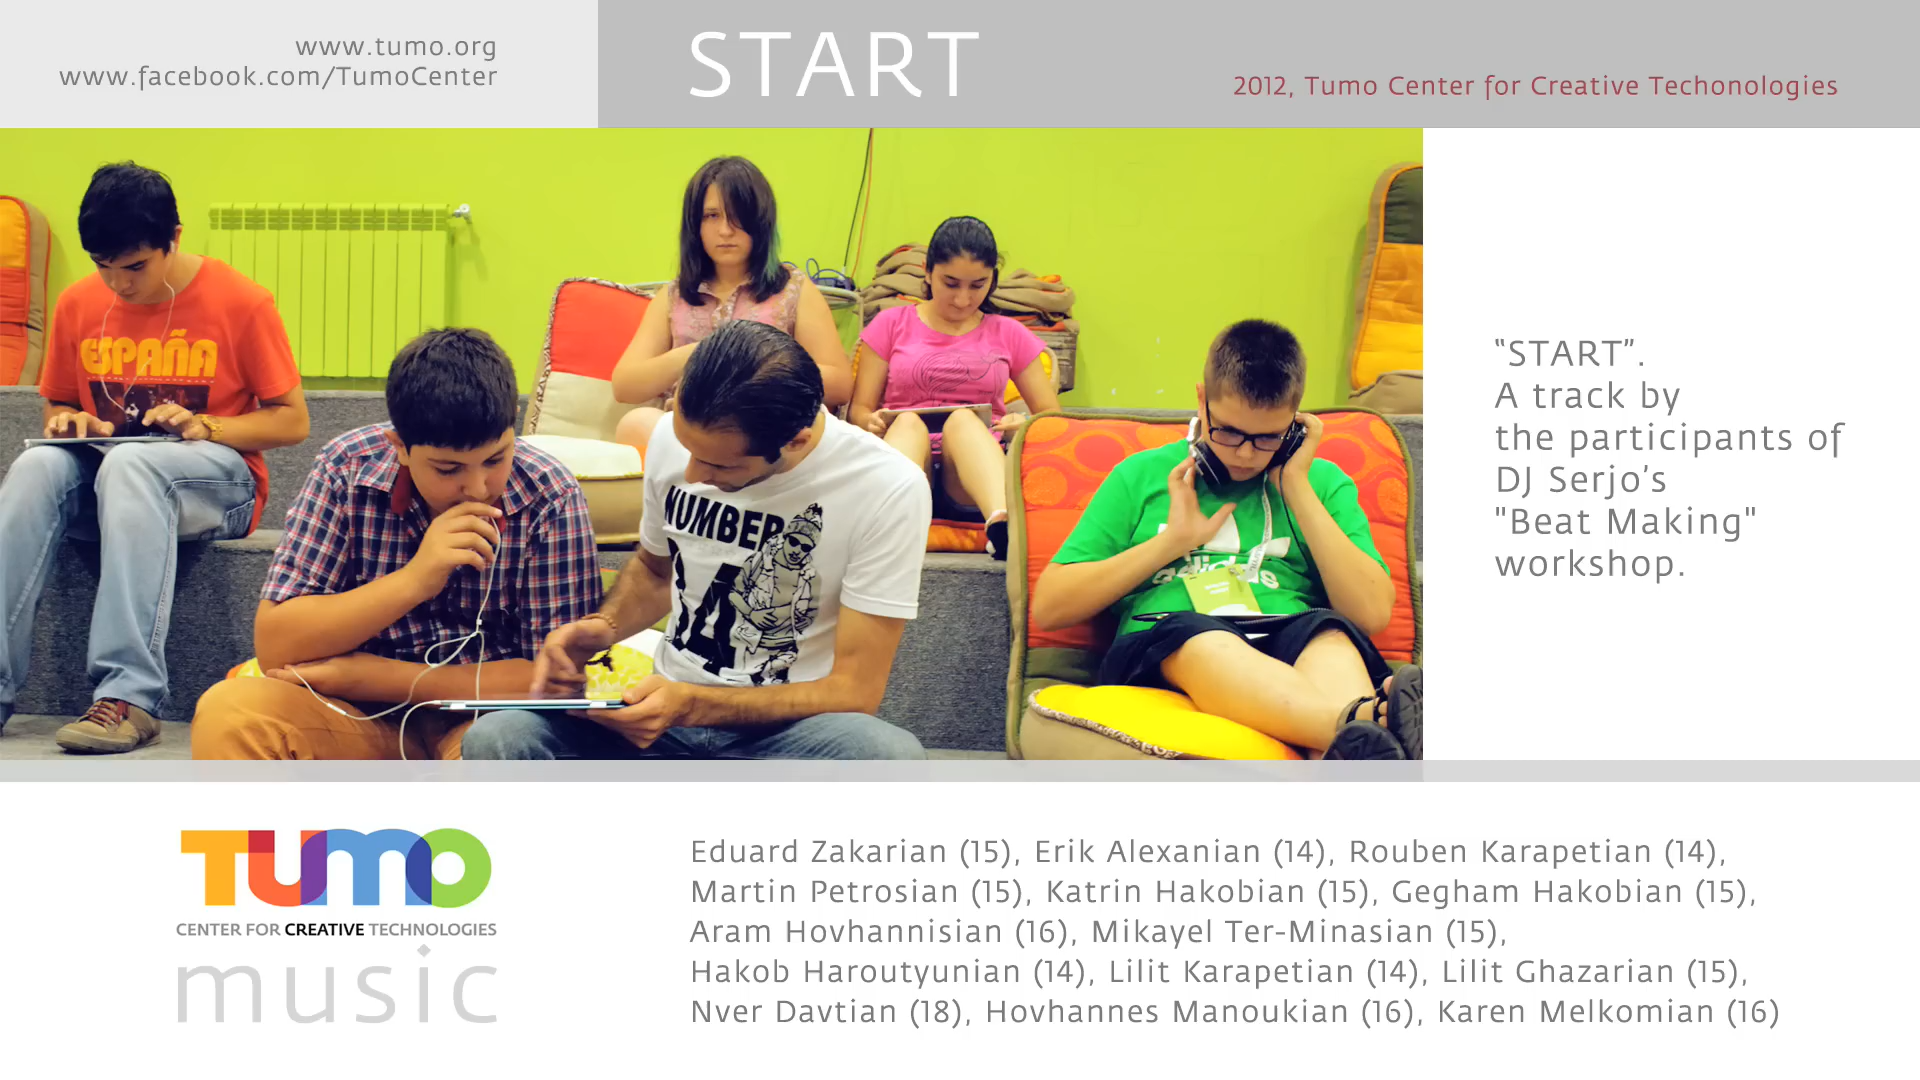 www.tumo.org
www.facebook.com/TumoCenter
START
2012, Tumo Center for Creative Techonologies
ESPAÑA
NUMBER
34
adidas
“START”.
A track by
the participants of
DJ Serjo’s
"Beat Making"
workshop.
TUMO
CENTER FOR CREATIVE TECHNOLOGIES
music
Eduard Zakarian (15), Erik Alexanian (14), Rouben Karapetian (14),
Martin Petrosian (15), Katrin Hakobian (15), Gegham Hakobian (15),
Aram Hovhannisian (16), Mikayel Ter-Minasian (15),
Hakob Haroutyunian (14), Lilit Karapetian (14), Lilit Ghazarian (15),
Nver Davtian (18), Hovhannes Manoukian (16), Karen Melkomian (16)